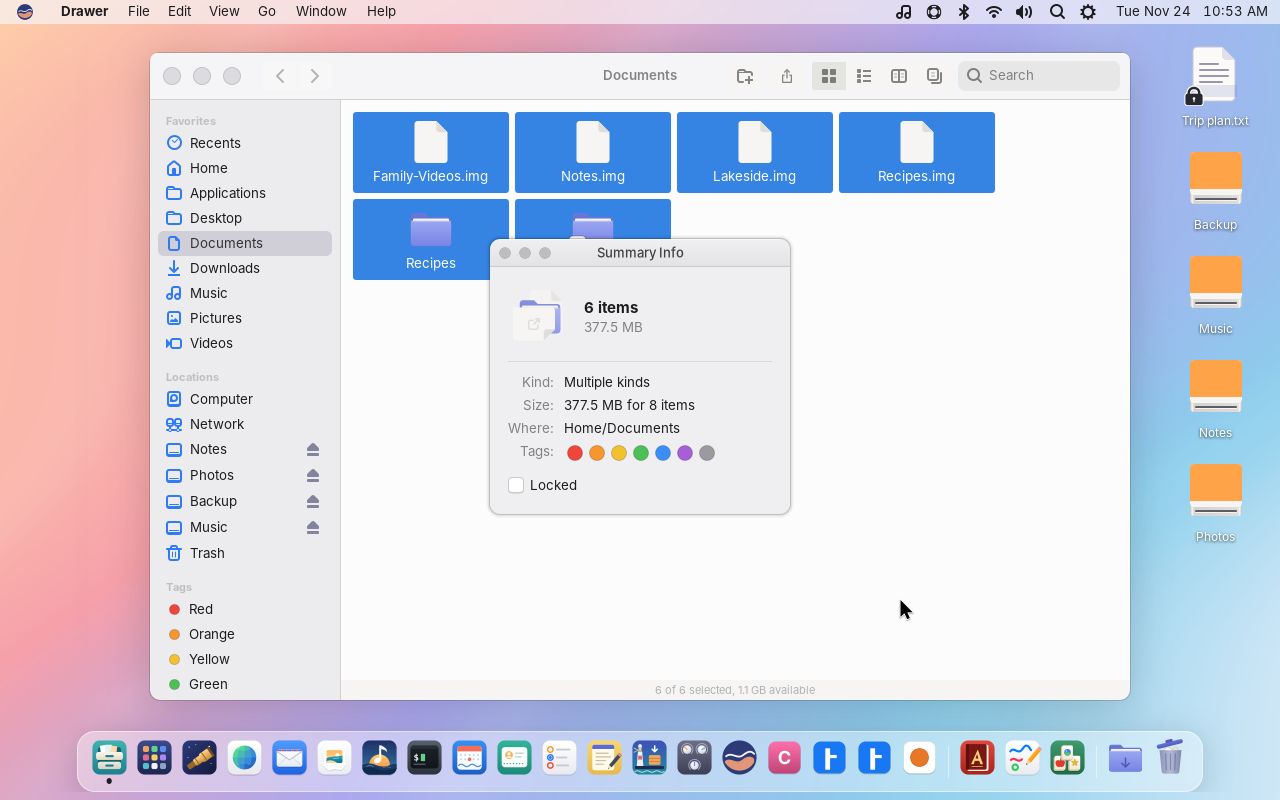 Drawer File Edit View Go Window Help Tue Nov 24 10:53 AM
Documents Search
Favorites
Recents
Home
Applications
Desktop
Documents
Downloads
Music
Pictures
Videos
Locations
Computer
Network
Notes
Photos
Backup
Music
Trash
Tags
Red
Orange
Yellow
Green
Family-Videos.img Notes.img Lakeside.img Recipes.img
Recipes
Summary Info
6 items
377.5 MB
Kind: Multiple kinds
Size: 377.5 MB for 8 items
Where: Home/Documents
Tags:
Locked
6 of 6 selected, 1.1 GB available
Trip plan.txt
Backup
Music
Notes
Photos
$
C
A